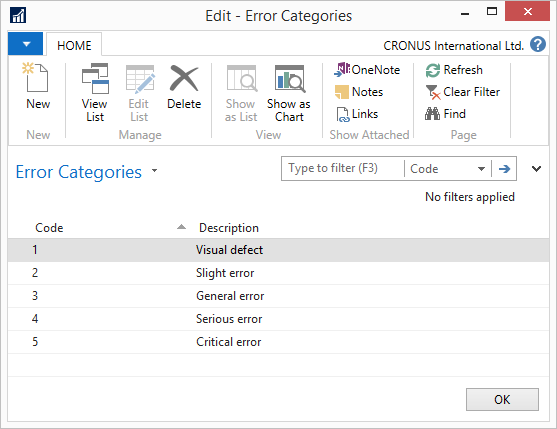 Edit - Error Categories
HOME
CRONUS International Ltd.
New
View List
Edit List
Delete
Show as List
Show as Chart
OneNote
Notes
Links
Refresh
Clear Filter
Find
New
Manage
View
Show Attached
Page
Error Categories
Type to filter (F3)
Code
No filters applied
Code Description
1 Visual defect
2 Slight error
3 General error
4 Serious error
5 Critical error
OK